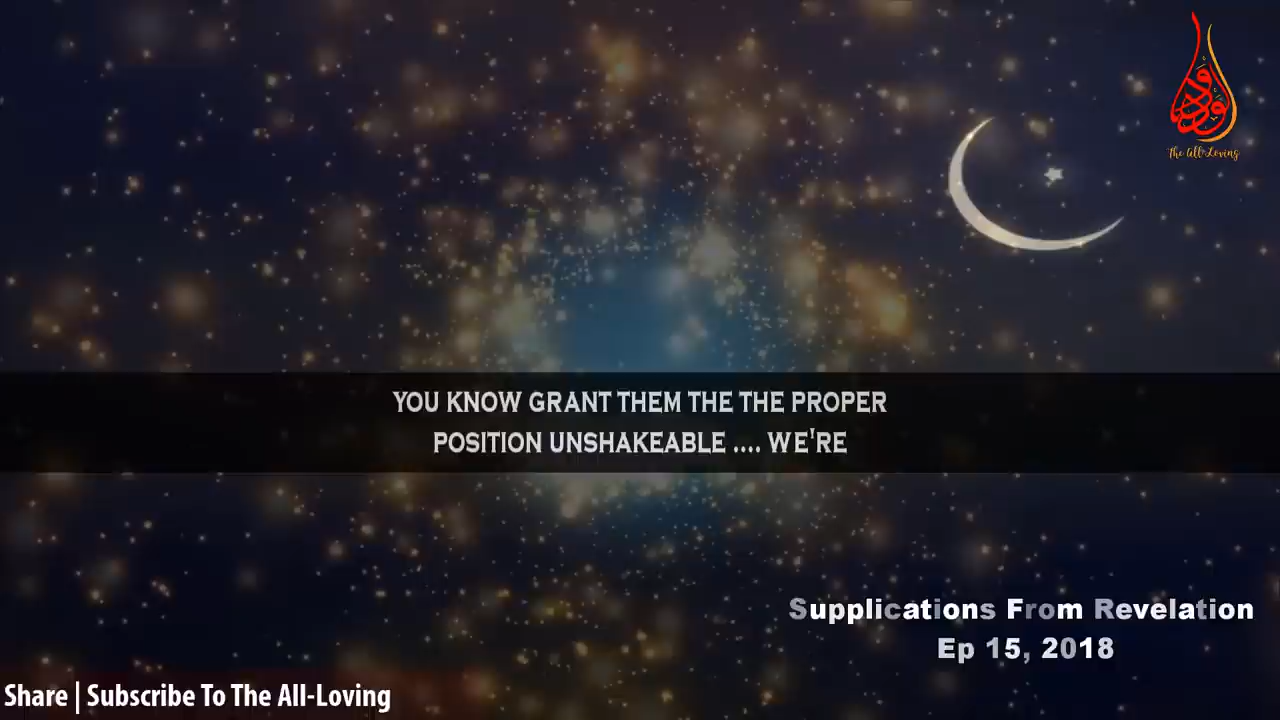 The All-Loving
YOU KNOW GRANT THEM THE THE PROPER
POSITION UNSHAKEABLE .... WE'RE
Supplications From Revelation
Ep 15, 2018
Share | Subscribe To The All-Loving